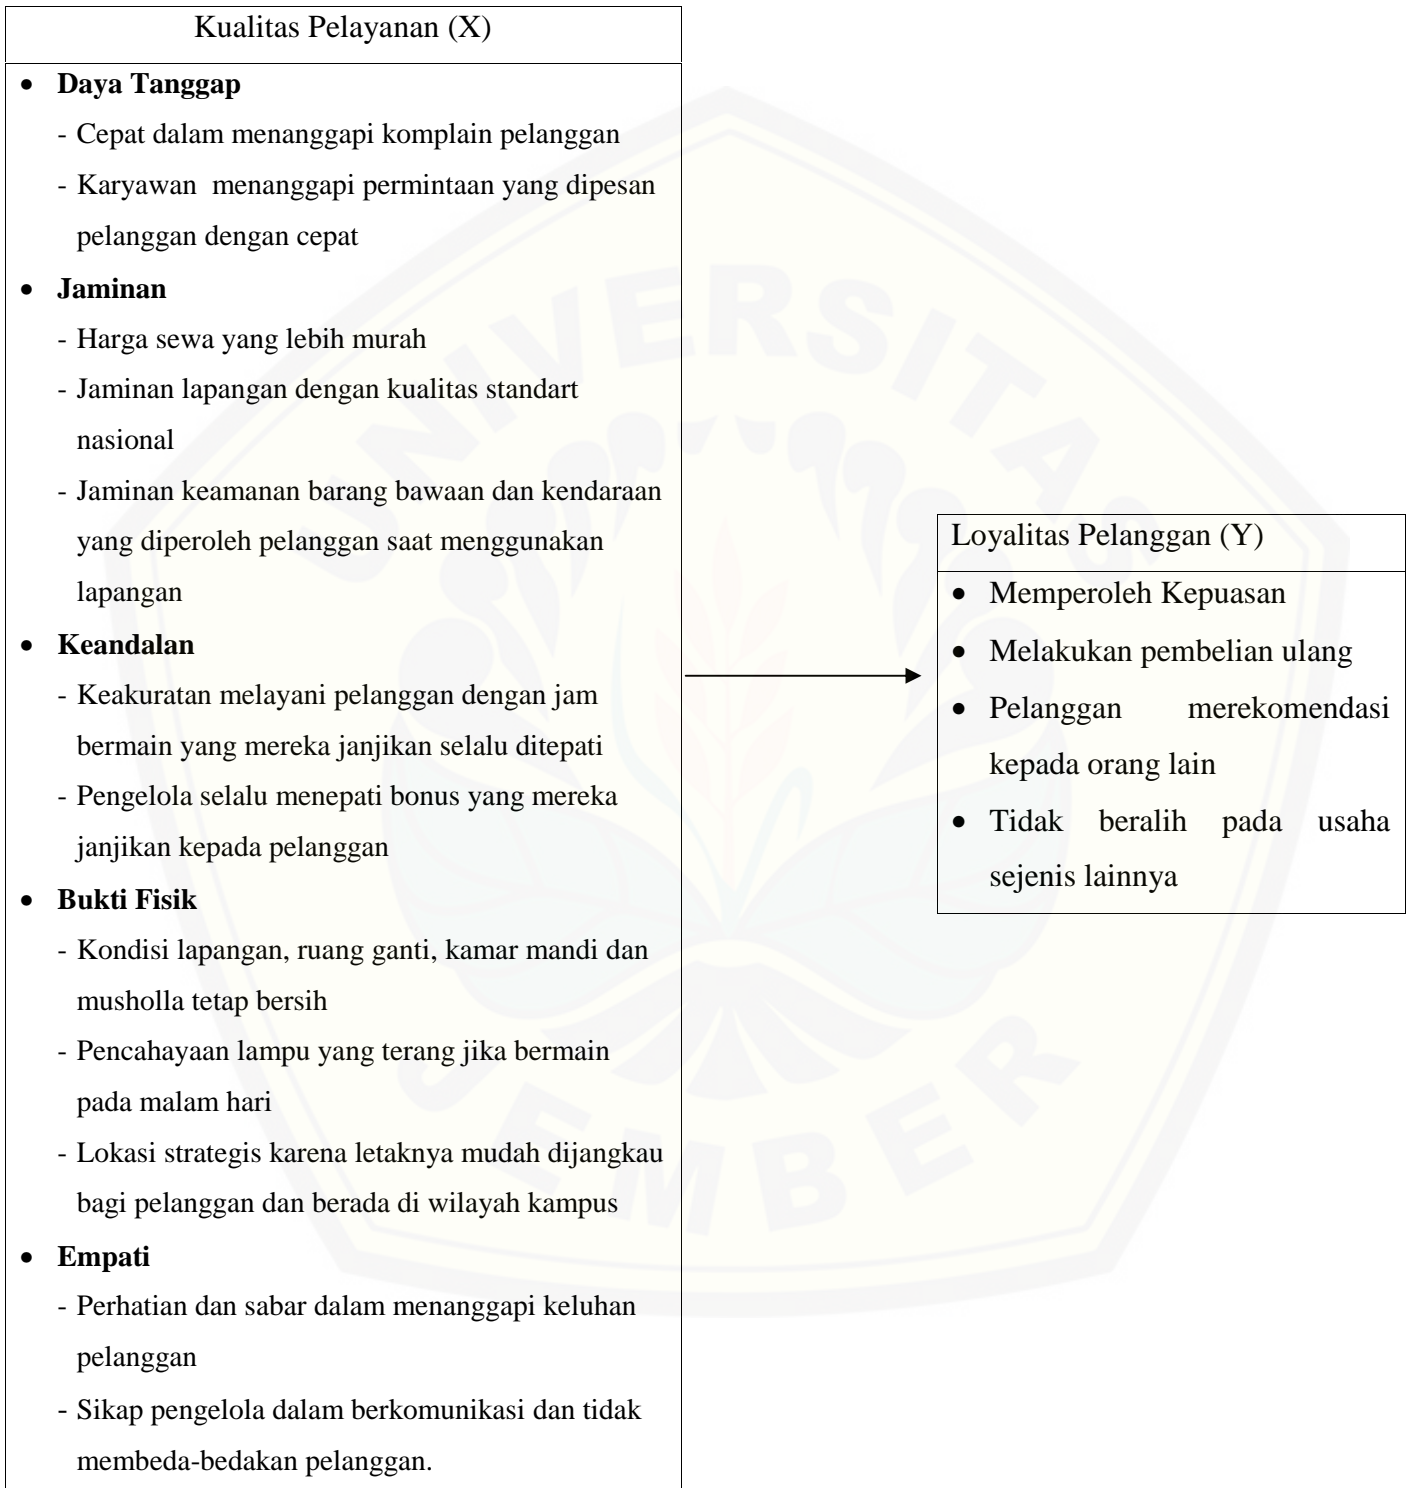 Kualitas Pelayanan (X)
• Daya Tanggap
- Cepat dalam menanggapi komplain pelanggan
- Karyawan menanggapi permintaan yang dipesan
pelanggan dengan cepat
• Jaminan
- Harga sewa yang lebih murah
- Jaminan lapangan dengan kualitas standart
nasional
- Jaminan keamanan barang bawaan dan kendaraan
yang diperoleh pelanggan saat menggunakan
lapangan
• Keandalan
- Keakuratan melayani pelanggan dengan jam
bermain yang mereka janjikan selalu ditepati
- Pengelola selalu menepati bonus yang mereka
janjikan kepada pelanggan
• Bukti Fisik
- Kondisi lapangan, ruang ganti, kamar mandi dan
musholla tetap bersih
- Pencahayaan lampu yang terang jika bermain
pada malam hari
- Lokasi strategis karena letaknya mudah dijangkau
bagi pelanggan dan berada di wilayah kampus
• Empati
- Perhatian dan sabar dalam menanggapi keluhan
pelanggan
- Sikap pengelola dalam berkomunikasi dan tidak
membeda-bedakan pelanggan.
Loyalitas Pelanggan (Y)
• Memperoleh Kepuasan
• Melakukan pembelian ulang
• Pelanggan merekomendasi
kepada orang lain
• Tidak beralih pada usaha
sejenis lainnya
UNIVERSITAS
JEMBER